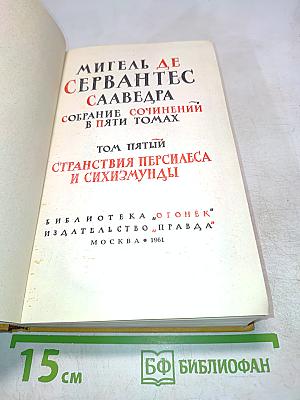 МИГЕЛЬ ДЕ
СЕРВАНТЕС
СААВЕДРА
СОБРАНИЕ СОЧИНЕНИЙ
В ПЯТИ ТОМАХ
ТОМ ПЯТЫЙ
СТРАНСТВИЯ ПЕРСИЛЕСА
И СИХИЗМУНДЫ
БИБЛИОТЕКА „ОГОНЕК“
ИЗДАТЕЛЬСТВО „ПРАВДА“
МОСКВА • 1961
15 см
БФ БИБЛИОФАН